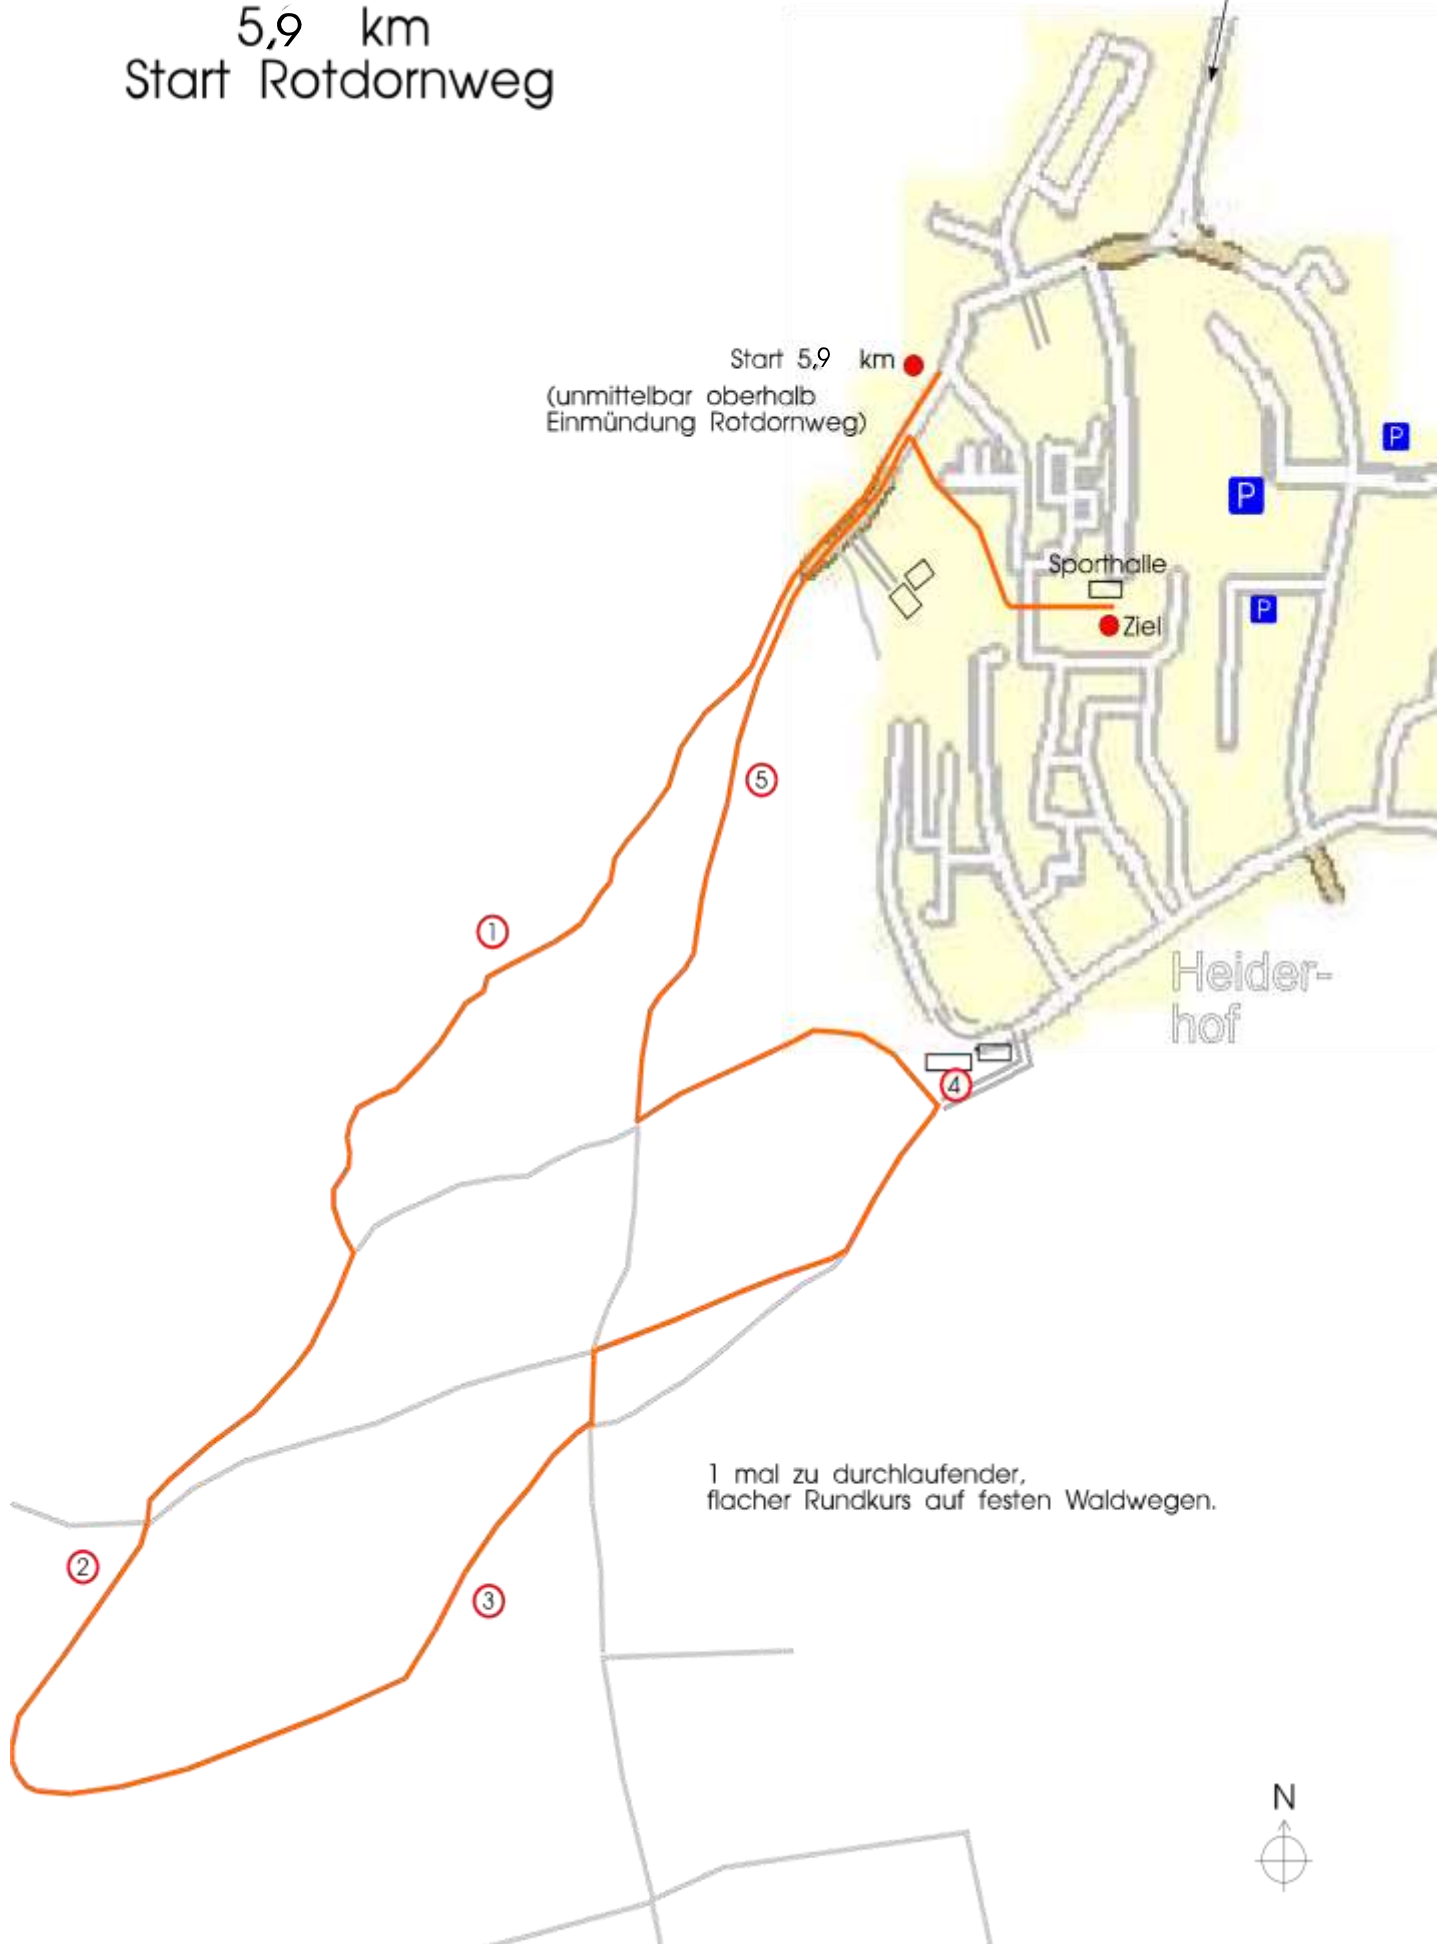 5,9 km
Start Rotdornweg
Start 5,9 km
(unmittelbar oberhalb
Einmündung Rotdornweg)
P
P
Sporthalle
P
Ziel
5
1
Heider-
hof
4
1 mal zu durchlaufender,
flacher Rundkurs auf festen Waldwegen.
2
3
N